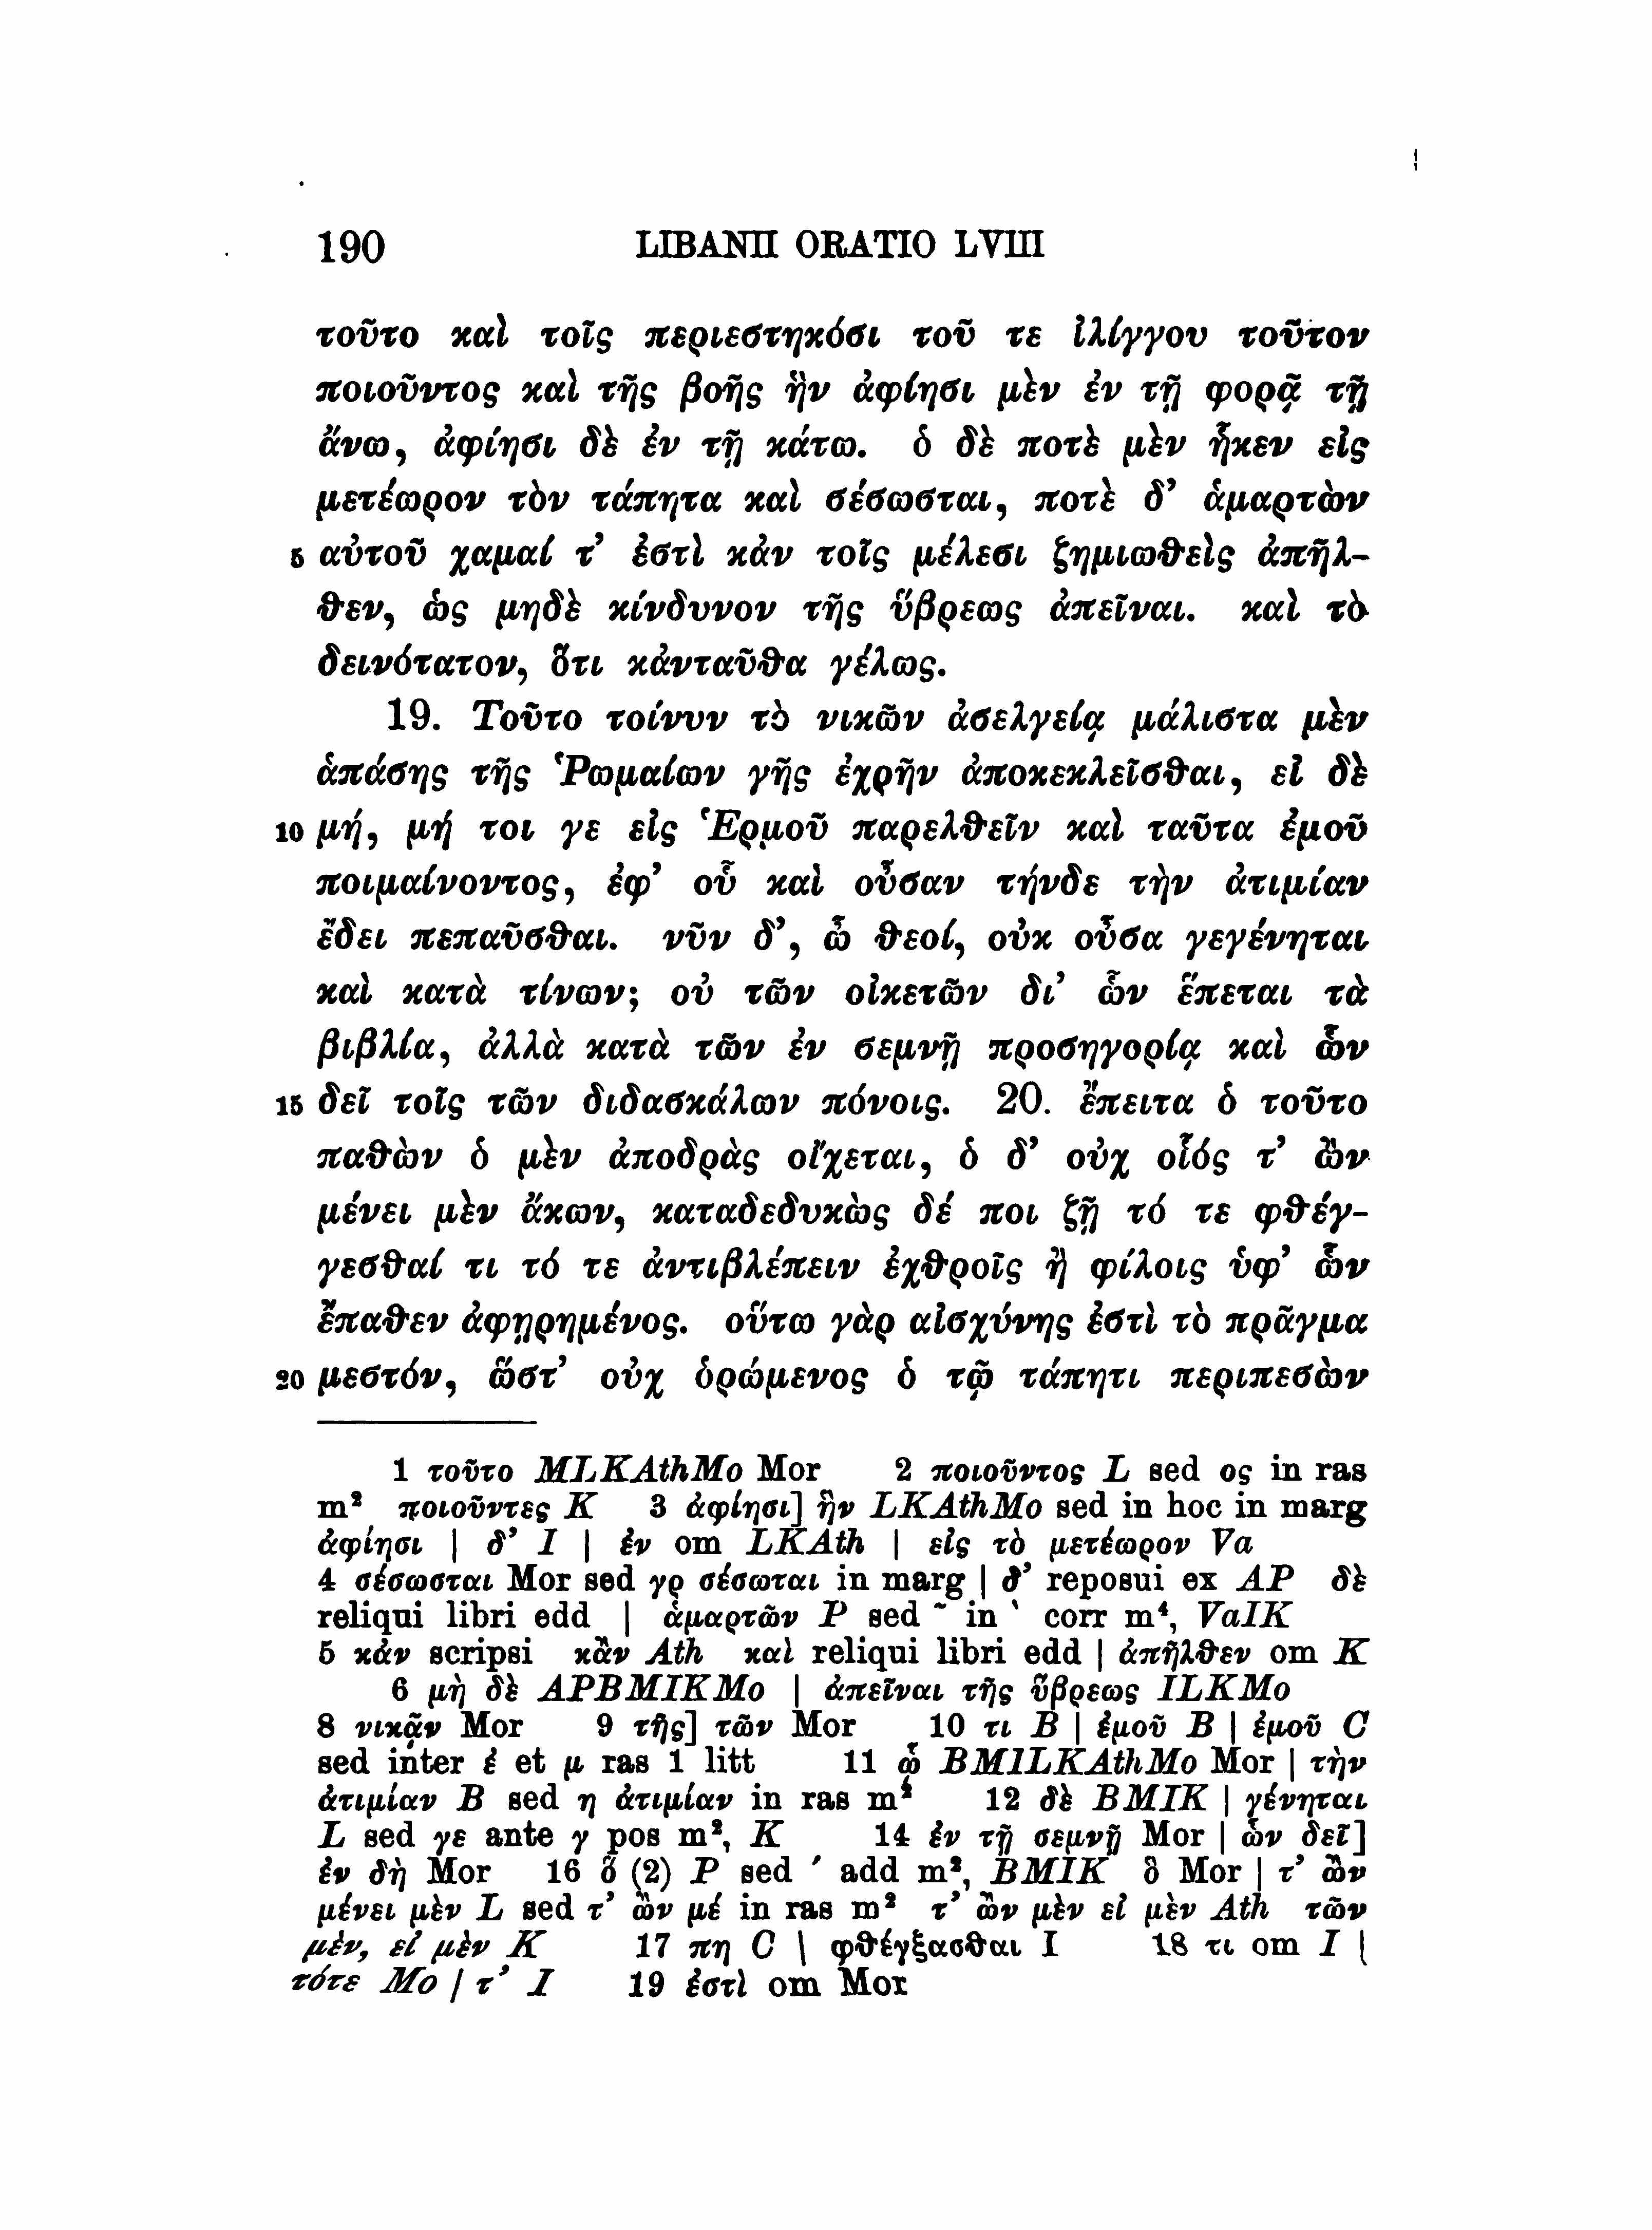 190 LIBANII ORATIO LVIII
τοῦτο καὶ τοῖς περιεστηκόσι τοῦ τε ἰλίγγου τοῦτον
ποιοῦντος καὶ τῆς βοῆς ἣν ἀφίησι μὲν ἐν τῇ φορᾷ τῇ
ἄνω, ἀφίησι δὲ ἐν τῇ κάτω. ὁ δὲ ποτὲ μὲν ἧκεν εἰς
μετέωρον τὸν τάπητα καὶ σέσωσται, ποτὲ δ’ ἁμαρτὼν
5 αὐτοῦ χαμαί τ’ ἐστὶ κἀν τοῖς μέλεσι ζημιωθεὶς ἀπῆλ-
θεν, ὡς μηδὲ κίνδυνον τῆς ὕβρεως ἀπεῖναι. καὶ τὸ
δεινότατον, ὅτι κἀνταῦθα γέλως.
19. Τοῦτο τοίνυν τὸ νικῶν ἀσελγείᾳ μάλιστα μὲν
ἁπάσης τῆς Ῥωμαίων γῆς ἐχρῆν ἀποκεκλεῖσθαι, εἰ δὲ
10 μή, μή τοι γε εἰς Ἑρμοῦ παρελθεῖν καὶ ταῦτα ἐμοῦ
ποιμαίνοντος, ἐφ’ οὗ καὶ οὖσαν τήνδε τὴν ἀτιμίαν
ἔδει πεπαῦσθαι. νῦν δ’, ὦ θεοί, οὐκ οὖσα γεγένηται
καὶ κατὰ τίνων; οὐ τῶν οἰκετῶν δι’ ὧν ἕπεται τὰ
βιβλία, ἀλλὰ κατὰ τῶν ἐν σεμνῇ προσηγορίᾳ καὶ ὧν
15 δεῖ τοῖς τῶν διδασκάλων πόνοις. 20. ἔπειτα ὁ τοῦτο
παθὼν ὁ μὲν ἀποδρὰς οἴχεται, ὁ δ’ οὐχ οἷός τ’ ὢν
μένει μὲν ἄκων, καταδεδυκὼς δέ ποι ζῇ τό τε φθέγ-
γεσθαί τι τό τε ἀντιβλέπειν ἐχθροῖς ἢ φίλοις ὑφ’ ὧν
ἔπαθεν ἀφῃρημένος. οὕτω γὰρ αἰσχύνης ἐστὶ τὸ πρᾶγμα
20 μεστόν, ὥστ’ οὐχ ὁρώμενος ὁ τῷ τάπητι περιπεσὼν
1 τοῦτο MLKAthMo Mor 2 ποιοῦντος L sed ος in ras
m² ποιοῦντες K 3 ἀφίησι] ἣν LKAthMo sed in hoc in marg
ἀφίησι | δ’ I | ἐν om LKAth | εἰς τὸ μετέωρον Va
4 σέσωσται Mor sed γρ σέσωται in marg | δ’ reposui ex AP δὲ
reliqui libri edd | ἁμαρτῶν P sed ῀ in ` corr m⁴, VaIK
5 κἀν scripsi κἂν Ath καὶ reliqui libri edd | ἀπῆλθεν om K
6 μὴ δὲ APBMIKMo | ἀπεῖναι τῆς ὕβρεως ILKMo
8 νικᾷν Mor 9 τῆς] τῶν Mor 10 τι B | ἐμοῦ B | ἐμοῦ C
sed inter ἐ et μ ras 1 litt 11 ᾧ BMILKAthMo Mor | τὴν
ἀτιμίαν B sed η ἀτιμίαν in ras m² 12 δὲ BMIK | γένηται
L sed γε ante γ pos m², K 14 ἐν τῇ σεμνῇ Mor | ὧν δεῖ]
ἐν δὴ Mor 16 ὅ (2) P sed ʹ add m², BMIK ὃ Mor | τ’ ὢν
μένει μὲν L sed τ’ ὢν μέ in ras m² τ’ ὢν μὲν εἰ μὲν Ath τῶν
μὲν, εἰ μὲν K 17 πη C | φθέγξασθαι I 18 τι om I |
τότε Mo | τ’ I 19 ἐστὶ om Mor